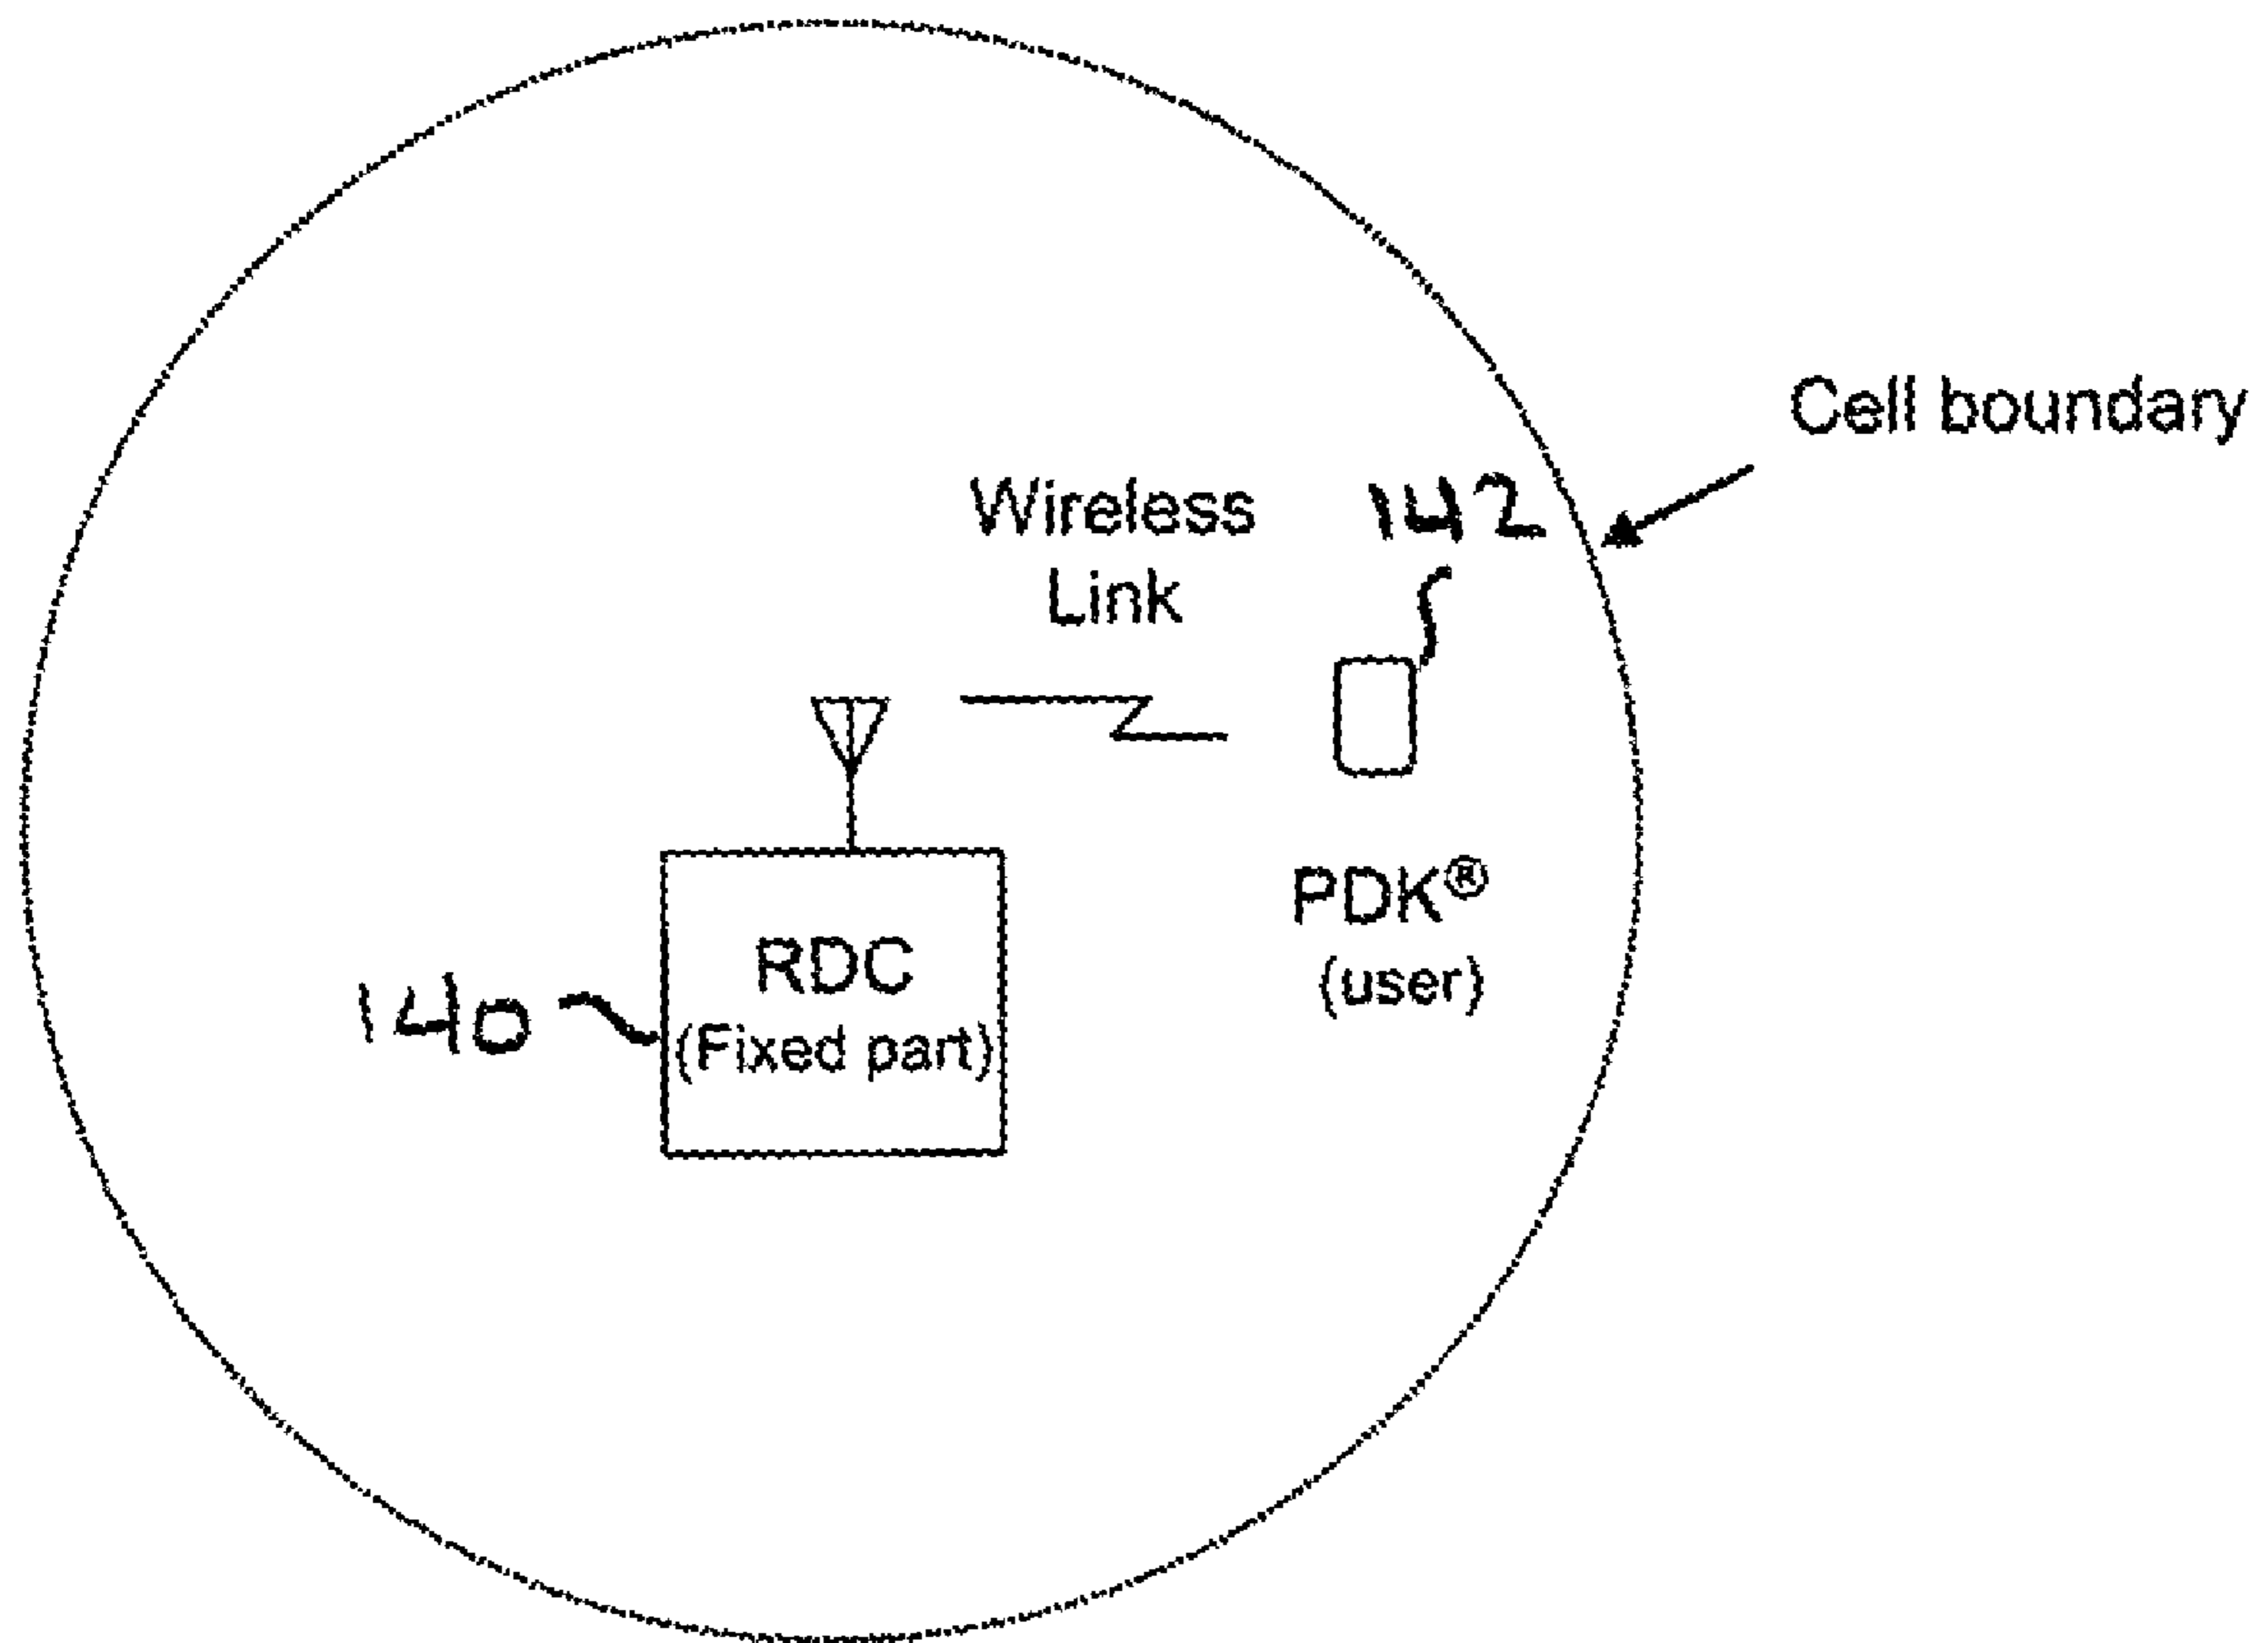 Cell boundary
Wireless
Link
142
PDK®
(user)
RDC
(Fixed part)
140